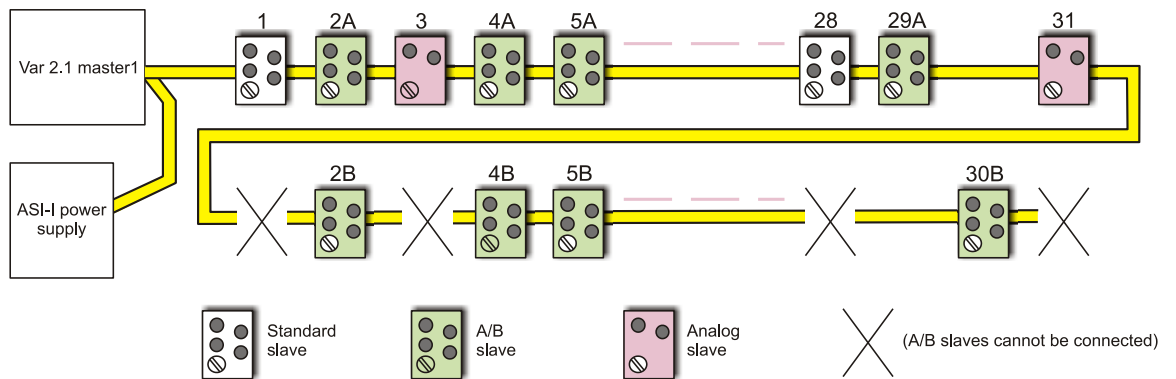 1 2A 3 4A 5A 28 29A 31
Var 2.1 master1
ASI-I power
supply
2B 4B 5B 30B
Standard
slave
A/B
slave
Analog
slave
(A/B slaves cannot be connected)